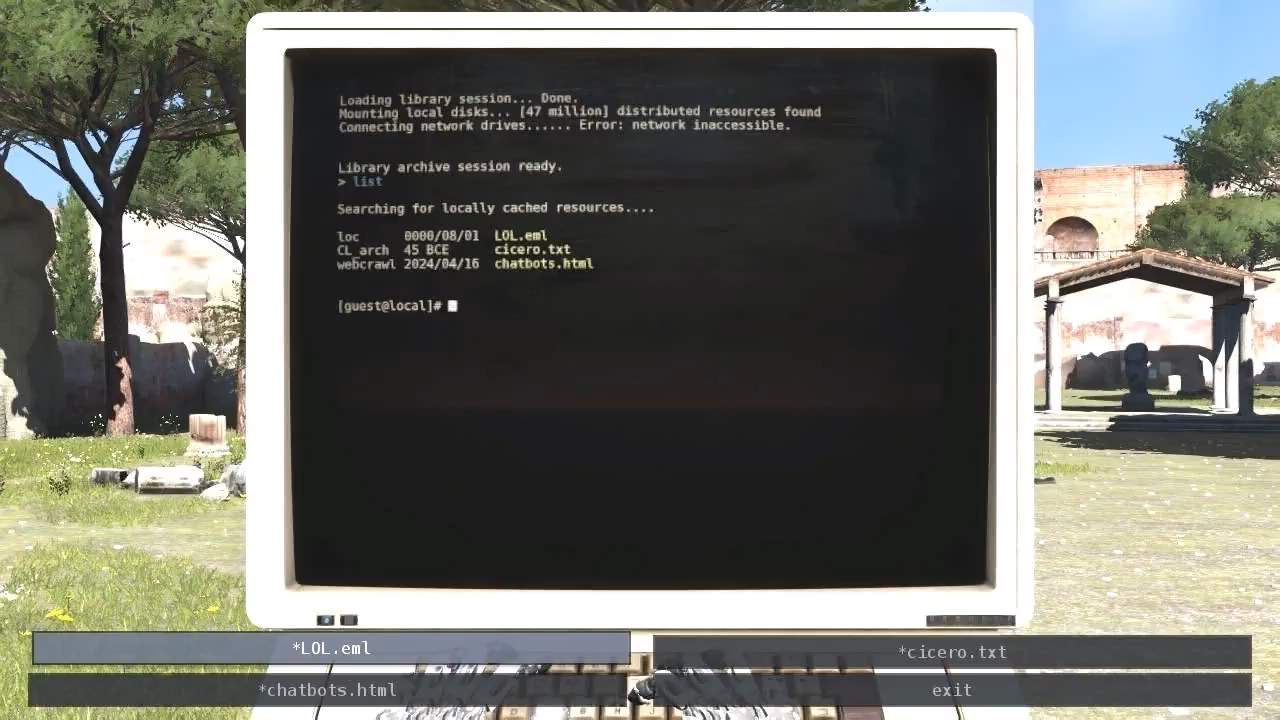 Loading library session... Done.
Mounting local disks... [47 million] distributed resources found
Connecting network drives...... Error: network inaccessible.
Library archive session ready.
> list
Searching for locally cached resources....
loc 0000/08/01 LOL.eml
CL_arch 45 BCE cicero.txt
webcrawl 2024/04/16 chatbots.html
[guest@local]#
*LOL.eml
*cicero.txt
*chatbots.html
exit